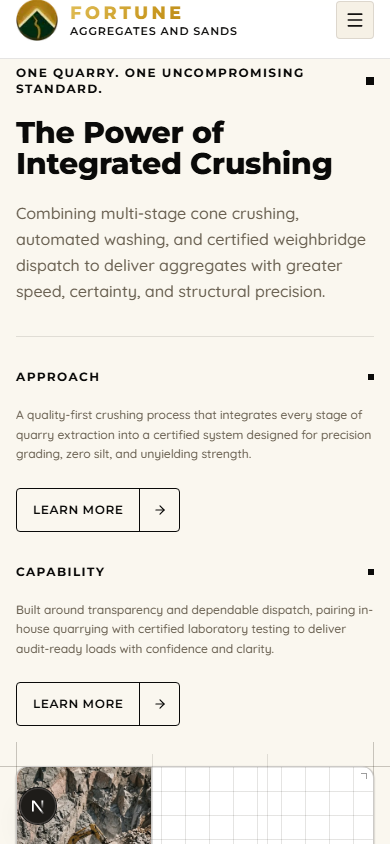 FORTUNE
AGGREGATES AND SANDS
ONE QUARRY. ONE UNCOMPROMISING
STANDARD.
The Power of
Integrated Crushing
Combining multi-stage cone crushing,
automated washing, and certified weighbridge
dispatch to deliver aggregates with greater
speed, certainty, and structural precision.
APPROACH
A quality-first crushing process that integrates every stage of
quarry extraction into a certified system designed for precision
grading, zero silt, and unyielding strength.
LEARN MORE
CAPABILITY
Built around transparency and dependable dispatch, pairing in-
house quarrying with certified laboratory testing to deliver
audit-ready loads with confidence and clarity.
LEARN MORE
N